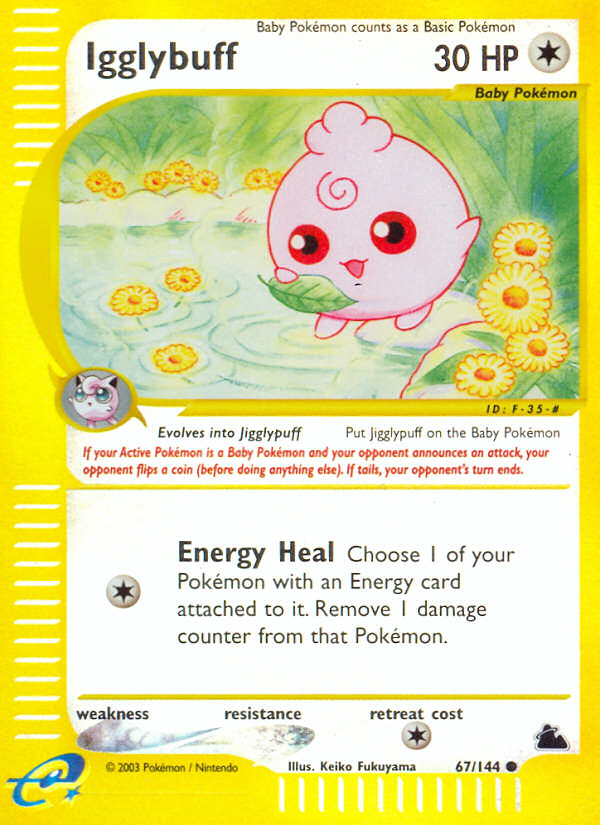 Baby Pokémon counts as a Basic Pokémon
Igglybuff
30 HP
Baby Pokémon
ID: F-35-#
Evolves into Jigglypuff
Put Jigglypuff on the Baby Pokémon
If your Active Pokémon is a Baby Pokémon and your opponent announces an attack, your
opponent flips a coin (before doing anything else). If tails, your opponent's turn ends.
Energy Heal Choose 1 of your
Pokémon with an Energy card
attached to it. Remove 1 damage
counter from that Pokémon.
weakness
resistance
retreat cost
© 2003 Pokémon / Nintendo
Illus. Keiko Fukuyama
67/144
e